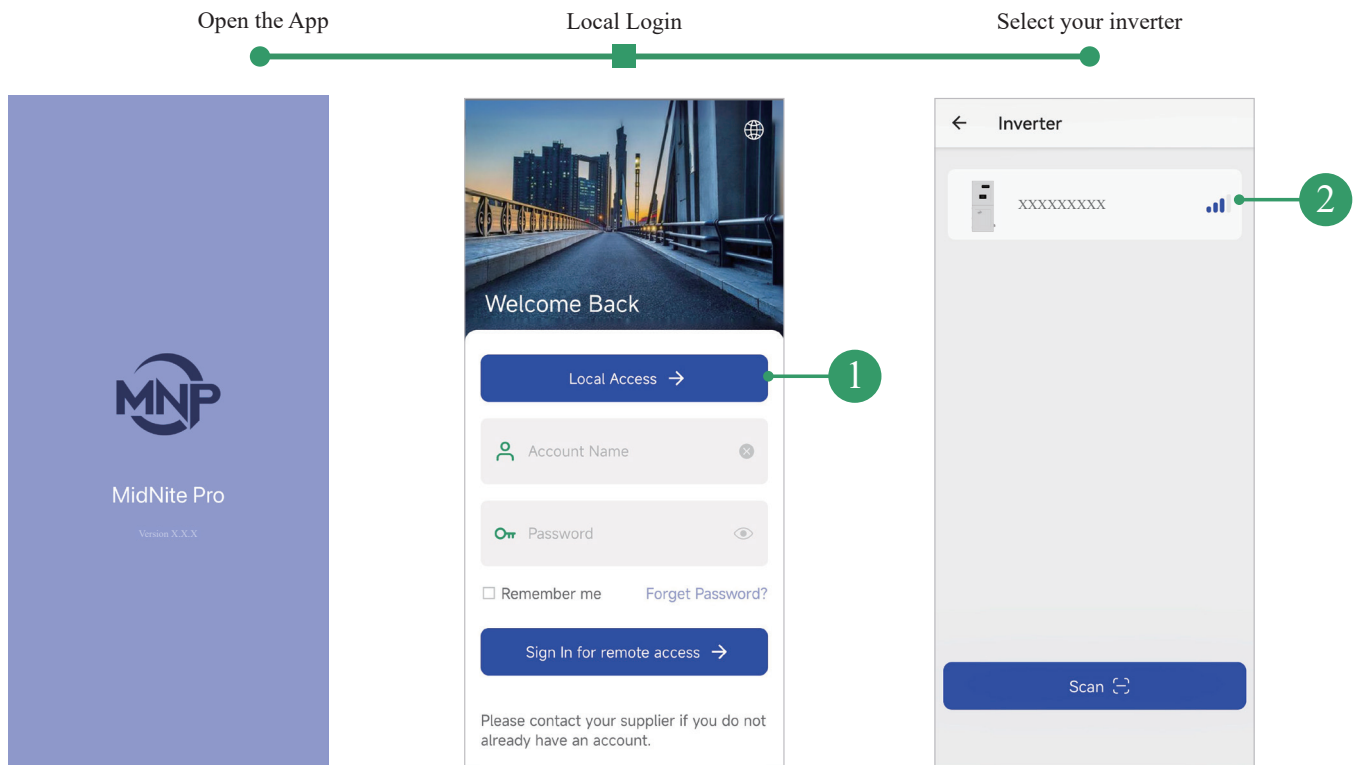 Open the App
Local Login
Select your inverter
MNP
MidNite Pro
Version X.X.X
Welcome Back
Local Access
1
Account Name
Password
Remember me
Forget Password?
Sign In for remote access
Please contact your supplier if you do not
already have an account.
Inverter
XXXXXXXXX
2
Scan